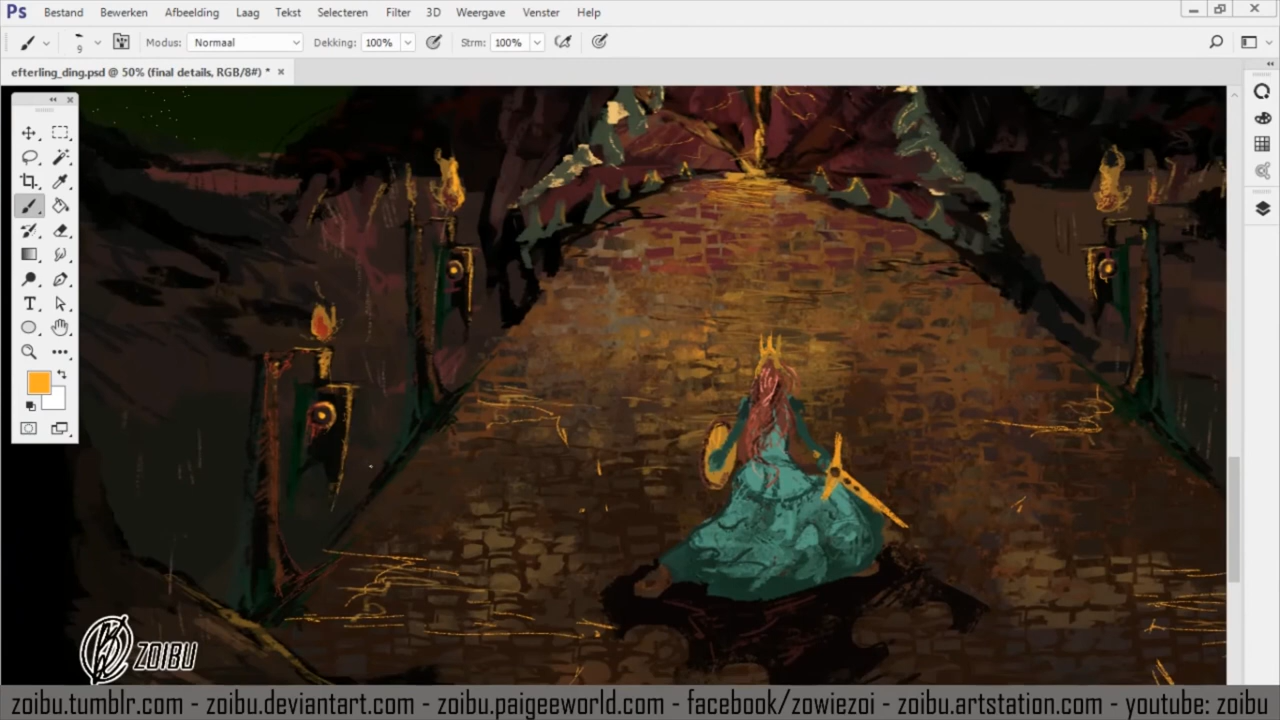 Ps Bestand Bewerken Afbeelding Laag Tekst Selecteren Filter 3D Weergave Venster Help
9 Modus: Normaal Dekking: 100% Strm: 100%
efterling_ding.psd @ 50% (final details, RGB/8#) *
T
ZOIBU
zoibu.tumblr.com - zoibu.deviantart.com - zoibu.paigeeworld.com - facebook/zowiezoi - zoibu.artstation.com - youtube: zoibu